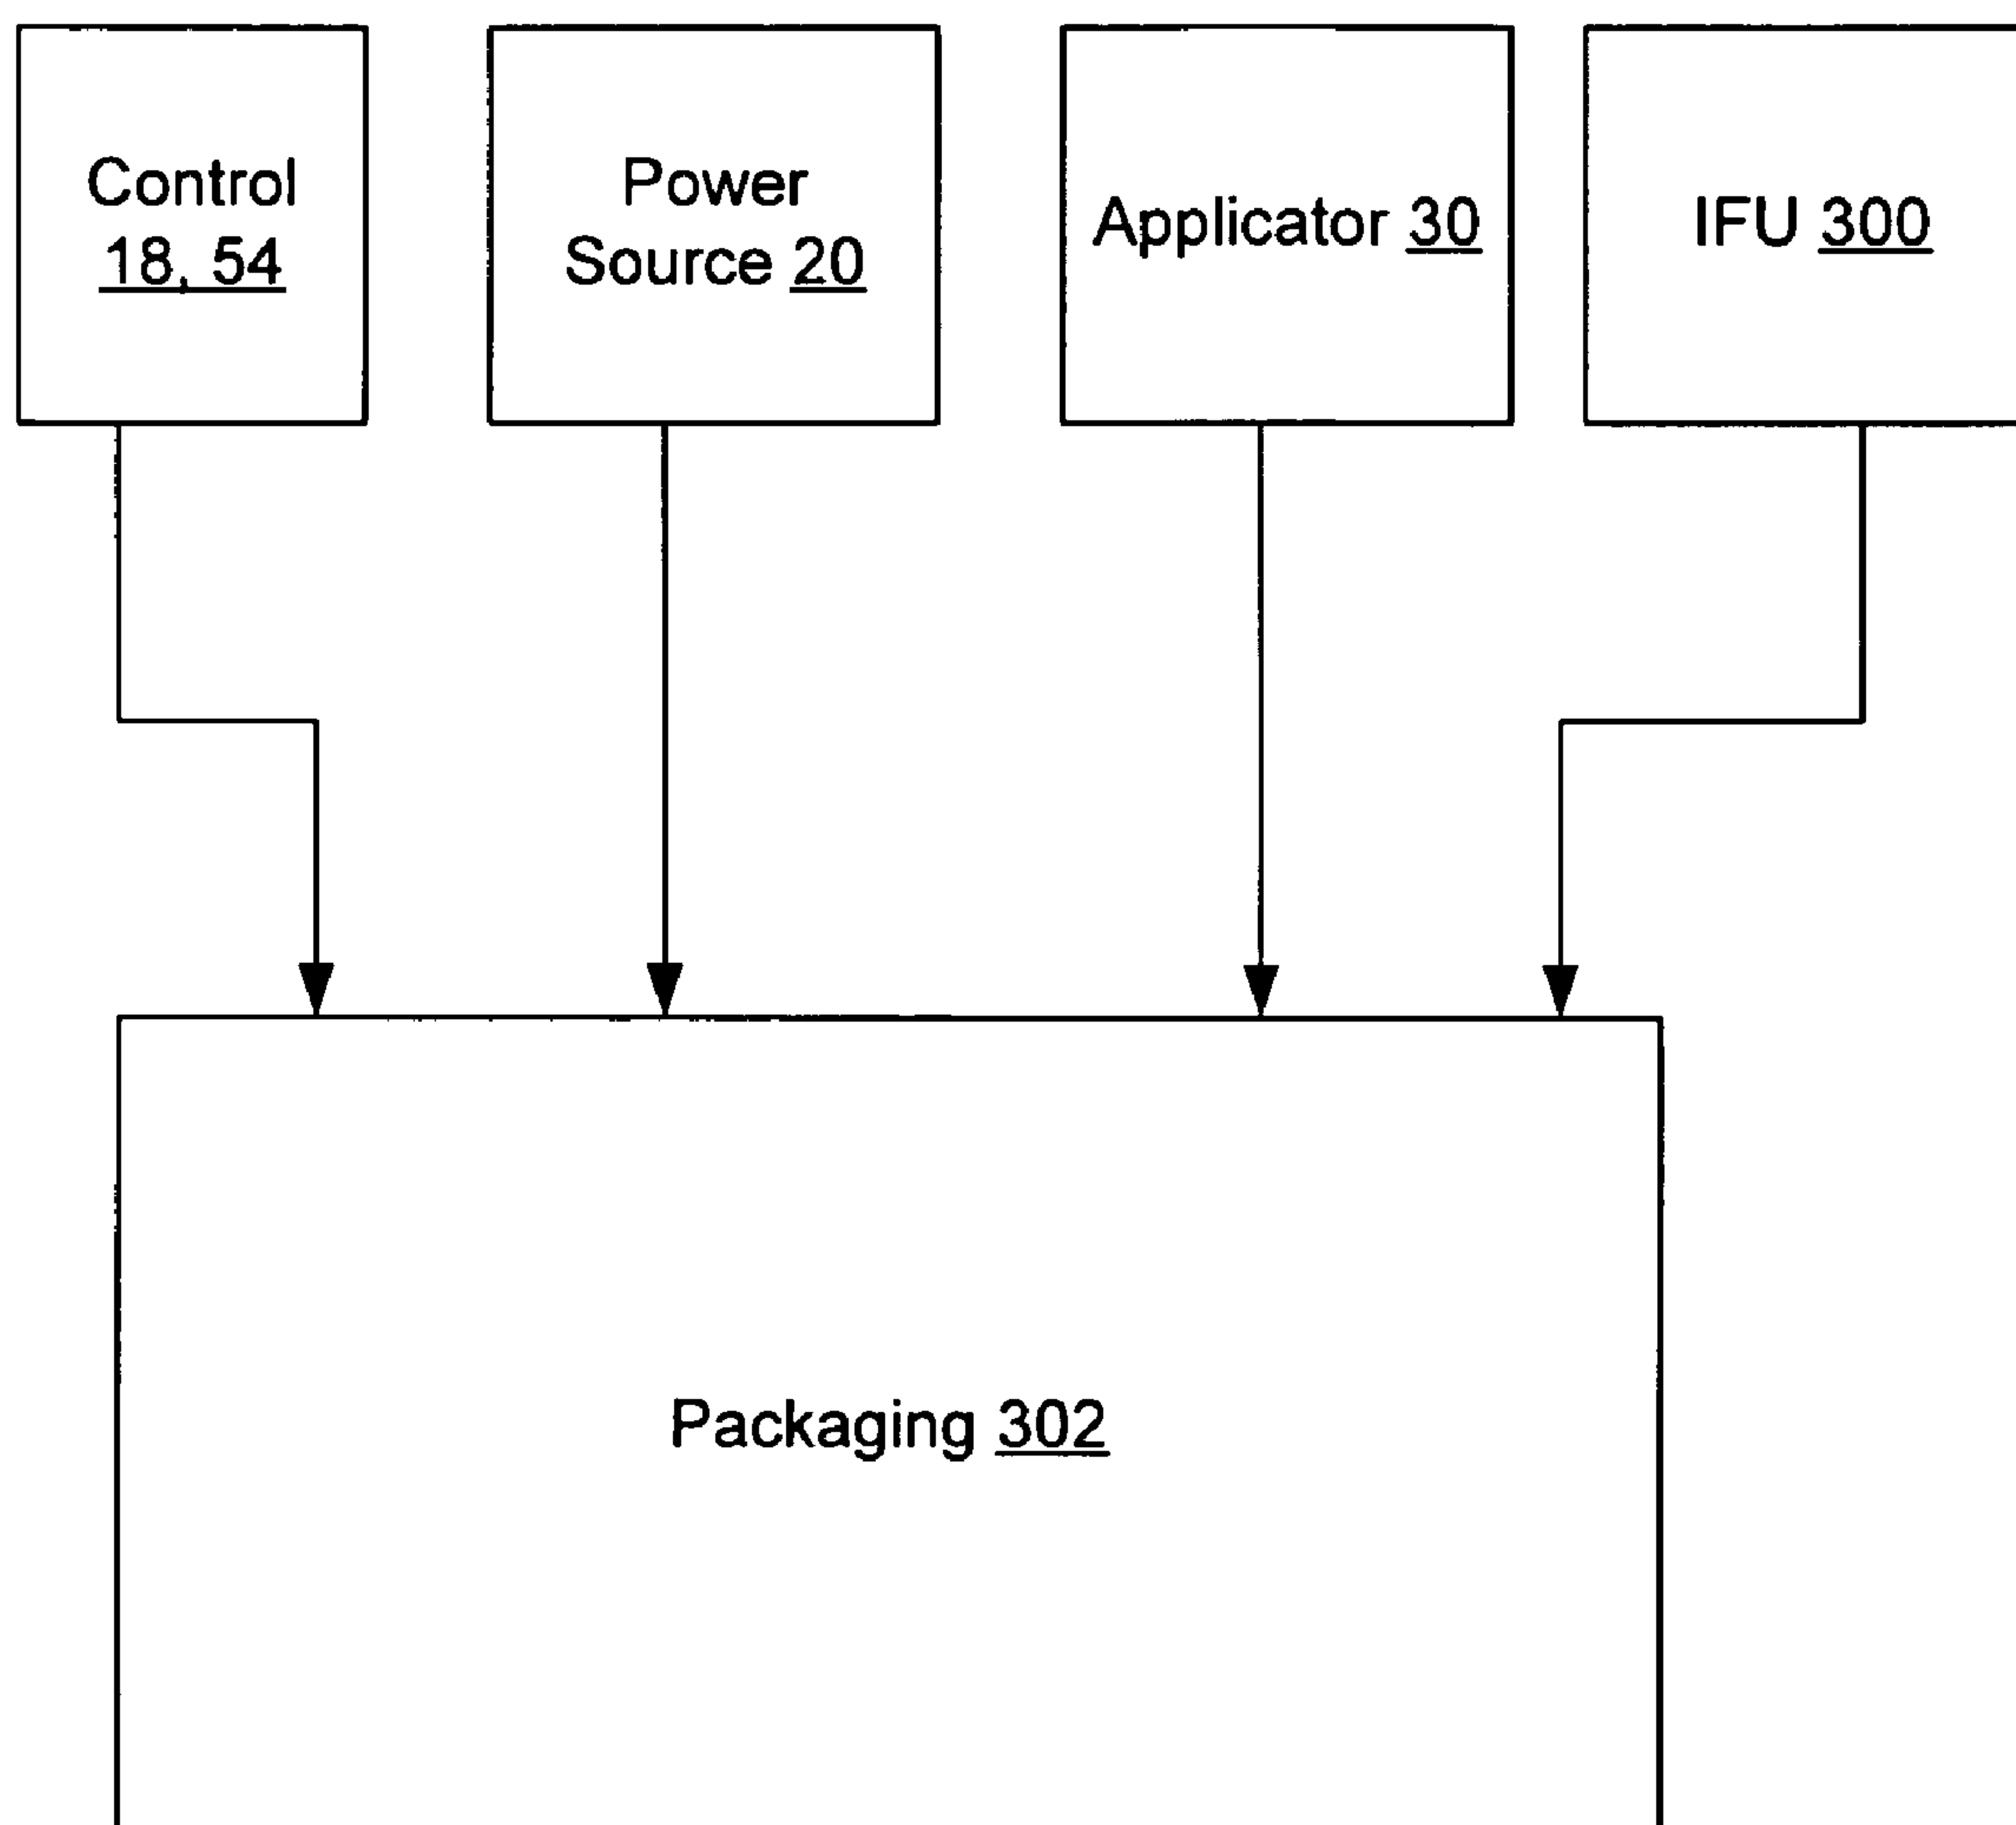 Control
18, 54
Power
Source 20
Applicator 30
IFU 300
Packaging 302